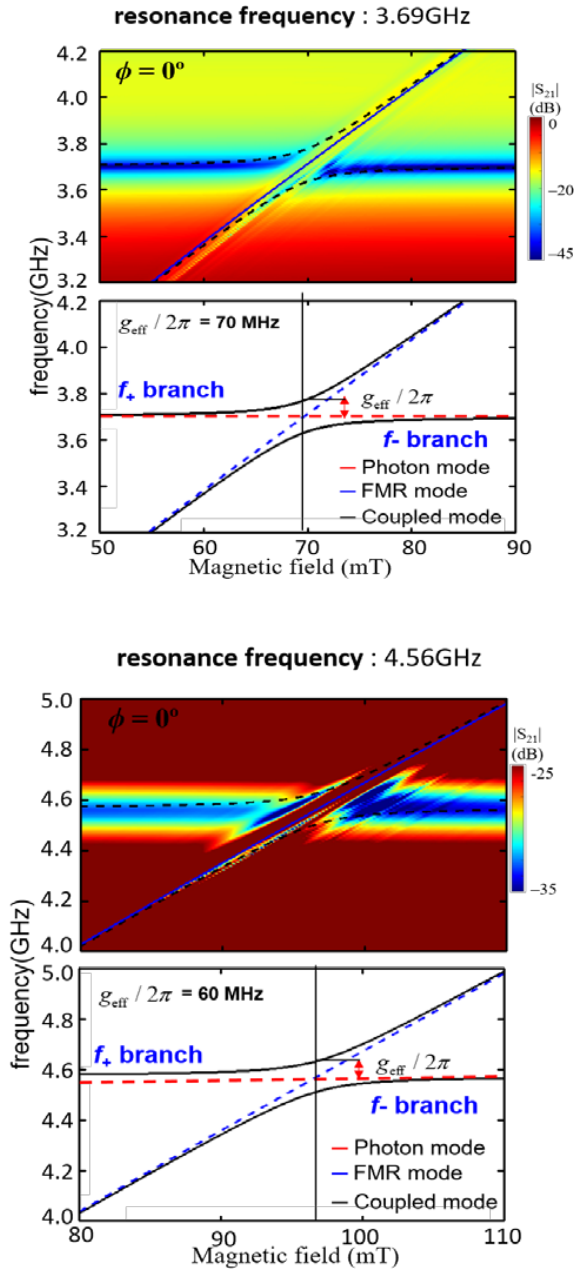 resonance frequency : 3.69GHz
ϕ = 0°
|S21|
(dB)
0
−20
−45
4.2
4.0
3.8
3.6
3.4
3.2
frequency(GHz)
4.2
4.0
3.8
3.6
3.4
3.2
geff / 2π = 70 MHz
f+ branch
geff / 2π
f- branch
Photon mode
FMR mode
Coupled mode
50 60 70 80 90
Magnetic field (mT)
resonance frequency : 4.56GHz
ϕ = 0°
|S21|
(dB)
-25
−35
5.0
4.8
4.6
4.4
4.2
4.0
frequency(GHz)
5.0
4.8
4.6
4.4
4.2
4.0
geff / 2π = 60 MHz
f+ branch
geff / 2π
f- branch
Photon mode
FMR mode
Coupled mode
80 90 100 110
Magnetic field (mT)